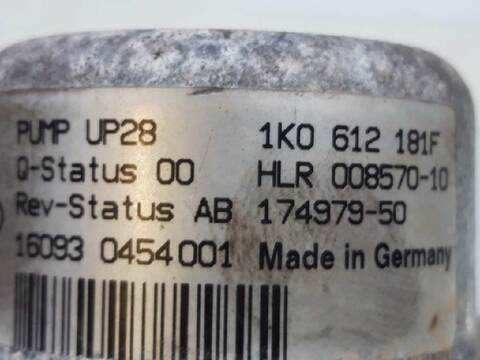 PUMP UP28 1K0 612 181F
Q-Status 00 HLR 008570-10
Rev-Status AB 174979-50
16093 0454001 Made in Germany